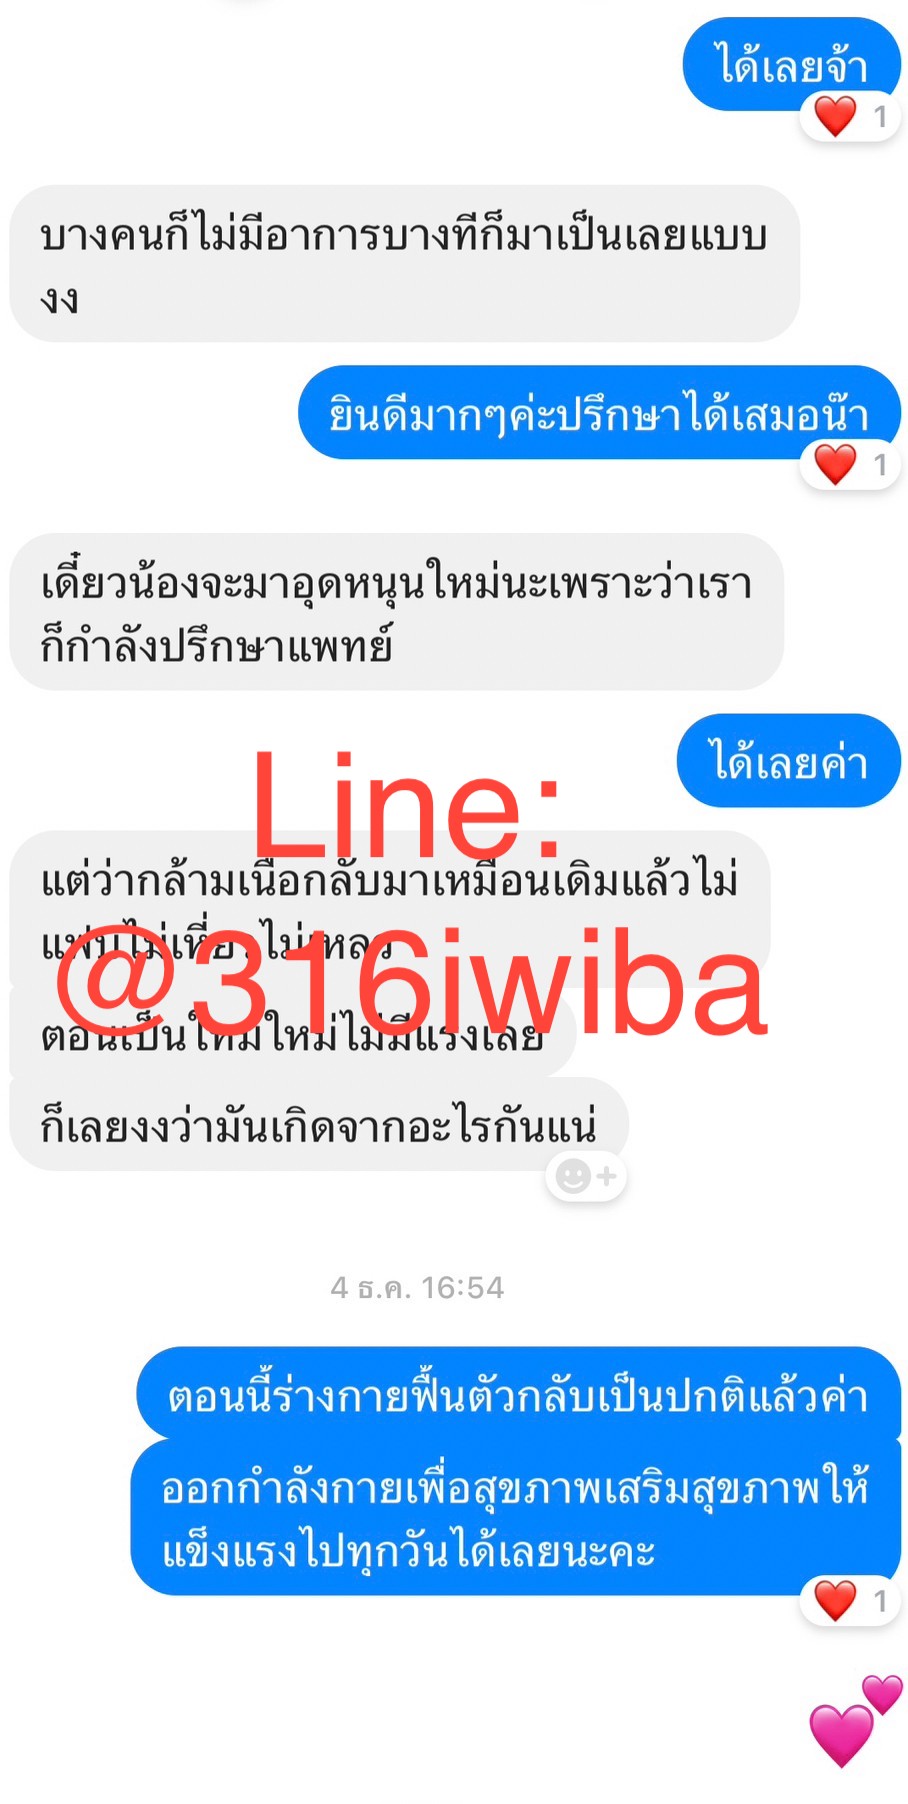 ได้เลยจ้า
1
บางคนก็ไม่มีอาการบางทีก็มาเป็นเลยแบบ
งง
ยินดีมากๆค่ะปรึกษาได้เสมอน๊า
1
เดี๋ยวน้องจะมาอุดหนุนใหม่นะเพราะว่าเรา
ก็กำลังปรึกษาแพทย์
ได้เลยค่า
Line:
แต่ว่ากล้ามเนื้อกลับมาเหมือนเดิมแล้วไม่
แฟบไม่เหี่ยวไม่เหลว
@316iwiba
ตอนเป็นใหม่ใหม่ไม่มีแรงเลย
ก็เลยงงว่ามันเกิดจากอะไรกันแน่
4 ธ.ค. 16:54
ตอนนี้ร่างกายฟื้นตัวกลับเป็นปกติแล้วค่า
ออกกำลังกายเพื่อสุขภาพเสริมสุขภาพให้
แข็งแรงไปทุกวันได้เลยนะคะ
1